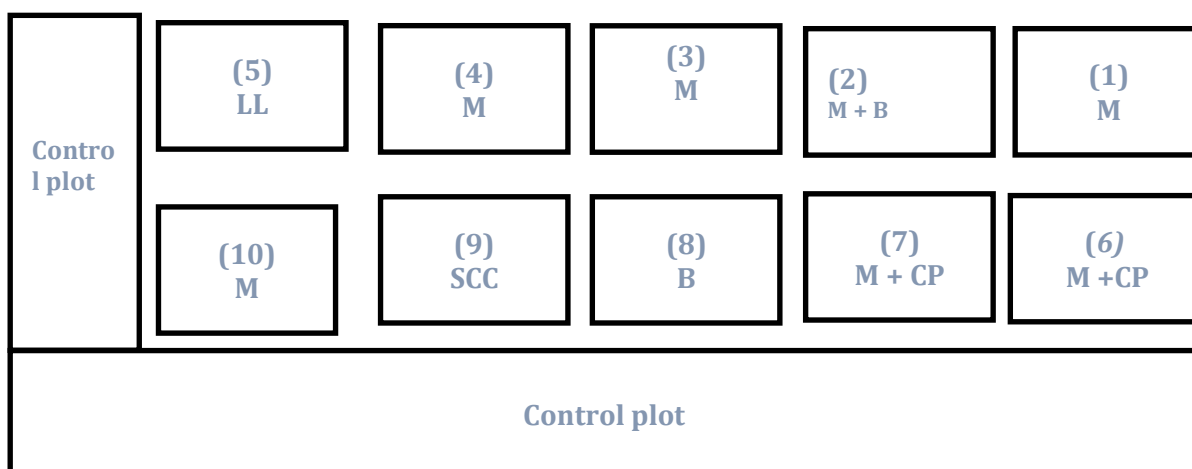 Contro
l plot
(5)
LL
(4)
M
(3)
M
(2)
M + B
(1)
M
(10)
M
(9)
SCC
(8)
B
(7)
M + CP
(6)
M +CP
Control plot